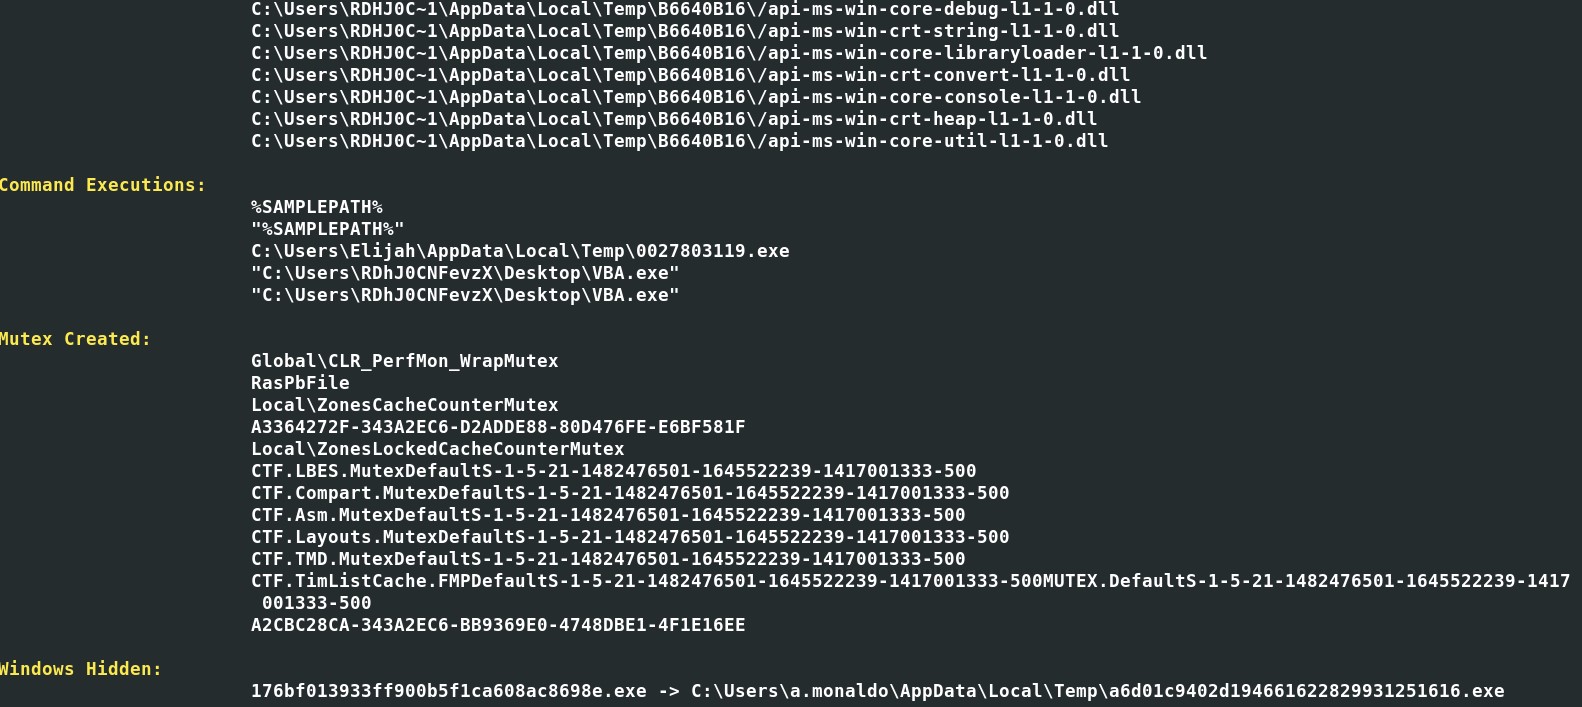 C:\Users\RDHJ0C~1\AppData\Local\Temp\B6640B16\/api-ms-win-core-debug-l1-1-0.dll
C:\Users\RDHJ0C~1\AppData\Local\Temp\B6640B16\/api-ms-win-crt-string-l1-1-0.dll
C:\Users\RDHJ0C~1\AppData\Local\Temp\B6640B16\/api-ms-win-core-libraryloader-l1-1-0.dll
C:\Users\RDHJ0C~1\AppData\Local\Temp\B6640B16\/api-ms-win-crt-convert-l1-1-0.dll
C:\Users\RDHJ0C~1\AppData\Local\Temp\B6640B16\/api-ms-win-core-console-l1-1-0.dll
C:\Users\RDHJ0C~1\AppData\Local\Temp\B6640B16\/api-ms-win-crt-heap-l1-1-0.dll
C:\Users\RDHJ0C~1\AppData\Local\Temp\B6640B16\/api-ms-win-core-util-l1-1-0.dll
Command Executions:
%SAMPLEPATH%
"%SAMPLEPATH%"
C:\Users\Elijah\AppData\Local\Temp\0027803119.exe
"C:\Users\RDhJ0CNFevzX\Desktop\VBA.exe"
"C:\Users\RDhJ0CNFevzX\Desktop\VBA.exe"
Mutex Created:
Global\CLR_PerfMon_WrapMutex
RasPbFile
Local\ZonesCacheCounterMutex
A3364272F-343A2EC6-D2ADDE88-80D476FE-E6BF581F
Local\ZonesLockedCacheCounterMutex
CTF.LBES.MutexDefaultS-1-5-21-1482476501-1645522239-1417001333-500
CTF.Compart.MutexDefaultS-1-5-21-1482476501-1645522239-1417001333-500
CTF.Asm.MutexDefaultS-1-5-21-1482476501-1645522239-1417001333-500
CTF.Layouts.MutexDefaultS-1-5-21-1482476501-1645522239-1417001333-500
CTF.TMD.MutexDefaultS-1-5-21-1482476501-1645522239-1417001333-500
CTF.TimListCache.FMPDefaultS-1-5-21-1482476501-1645522239-1417001333-500MUTEX.DefaultS-1-5-21-1482476501-1645522239-1417
001333-500
A2CBC28CA-343A2EC6-BB9369E0-4748DBE1-4F1E16EE
Windows Hidden:
176bf013933ff900b5f1ca608ac8698e.exe -> C:\Users\a.monaldo\AppData\Local\Temp\a6d01c9402d194661622829931251616.exe